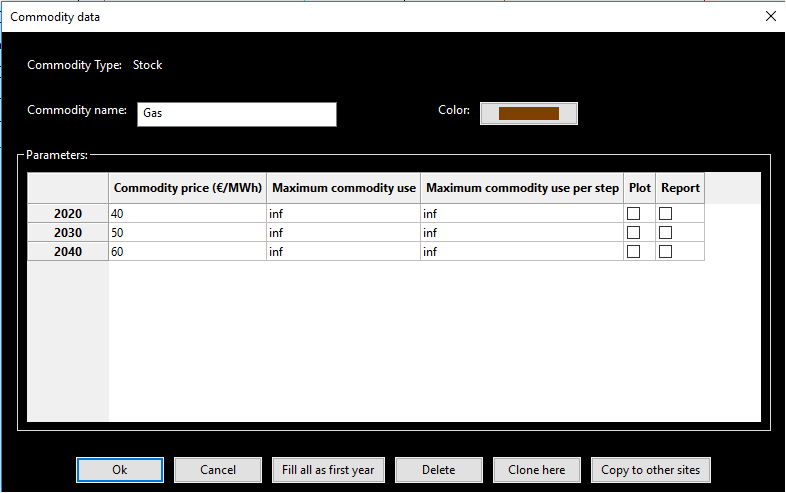 Commodity data
Commodity Type: Stock
Commodity name: Gas Color:
Parameters:
Commodity price (€/MWh) Maximum commodity use Maximum commodity use per step Plot Report
2020 40 inf inf
2030 50 inf inf
2040 60 inf inf
Ok Cancel Fill all as first year Delete Clone here Copy to other sites